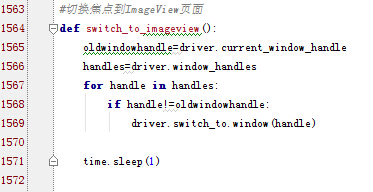 1563 #切换焦点到ImageView页面
1564 def switch_to_imageview():
1565     oldwindowhandle=driver.current_window_handle
1566     handles=driver.window_handles
1567     for handle in handles:
1568         if handle!=oldwindowhandle:
1569             driver.switch_to.window(handle)
1570
1571     time.sleep(1)
1572